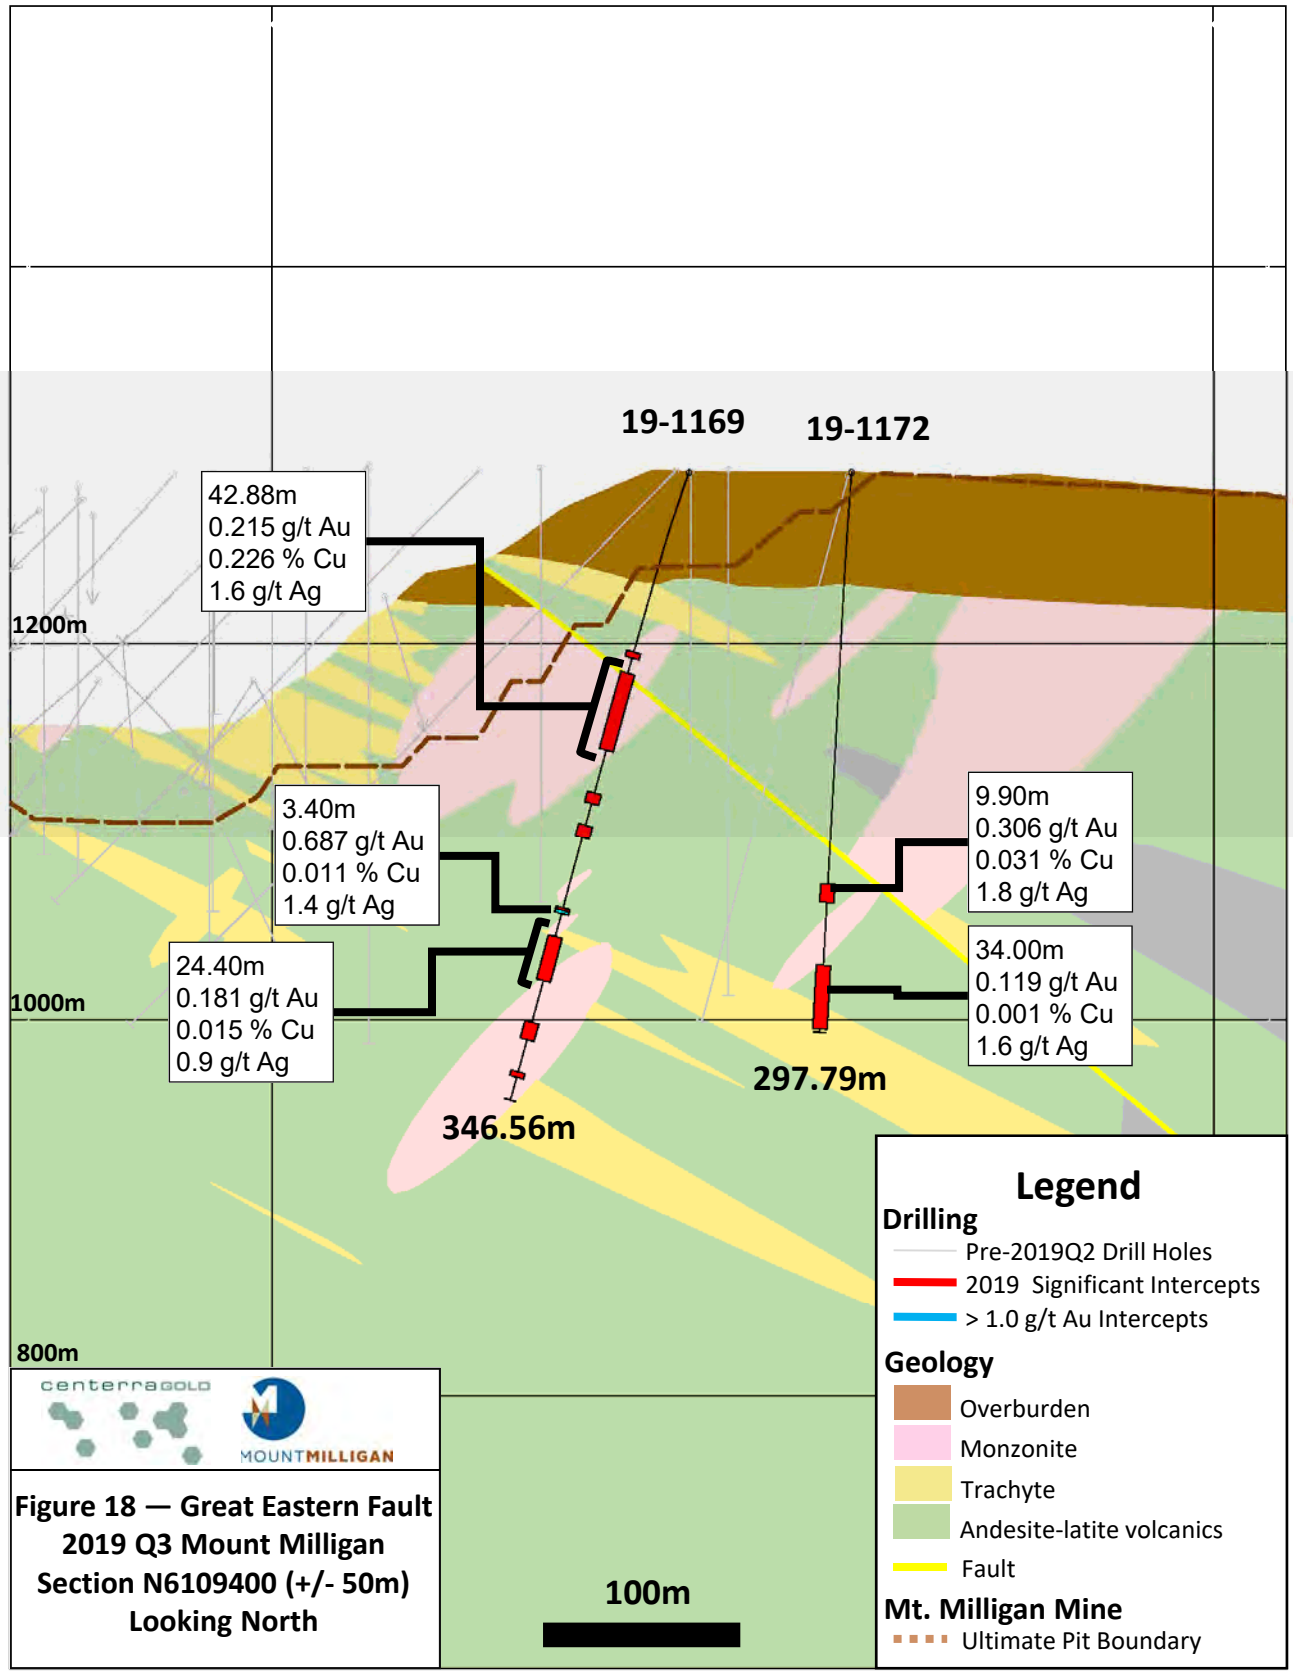 19-1169
19-1172
42.88m
0.215 g/t Au
0.226 % Cu
1.6 g/t Ag
1200m
3.40m
0.687 g/t Au
0.011 % Cu
1.4 g/t Ag
9.90m
0.306 g/t Au
0.031 % Cu
1.8 g/t Ag
24.40m
0.181 g/t Au
0.015 % Cu
0.9 g/t Ag
34.00m
0.119 g/t Au
0.001 % Cu
1.6 g/t Ag
1000m
297.79m
346.56m
800m
Legend
Drilling
Pre-2019Q2 Drill Holes
2019 Significant Intercepts
> 1.0 g/t Au Intercepts
Geology
Overburden
Monzonite
Trachyte
Andesite-latite volcanics
Fault
Mt. Milligan Mine
Ultimate Pit Boundary
centerraGOLD
MOUNTMILLIGAN
Figure 18 — Great Eastern Fault
2019 Q3 Mount Milligan
Section N6109400 (+/- 50m)
Looking North
100m